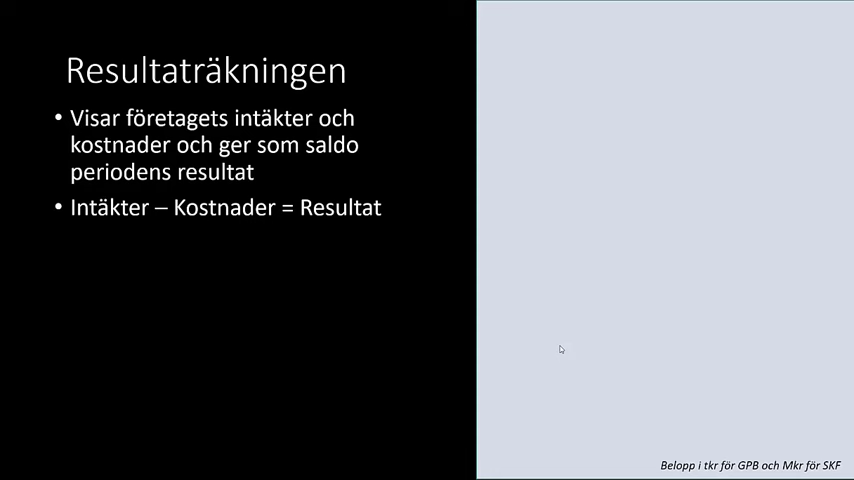 Resultaträkningen
• Visar företagets intäkter och
kostnader och ger som saldo
periodens resultat
• Intäkter – Kostnader = Resultat
Belopp i tkr för GPB och Mkr för SKF